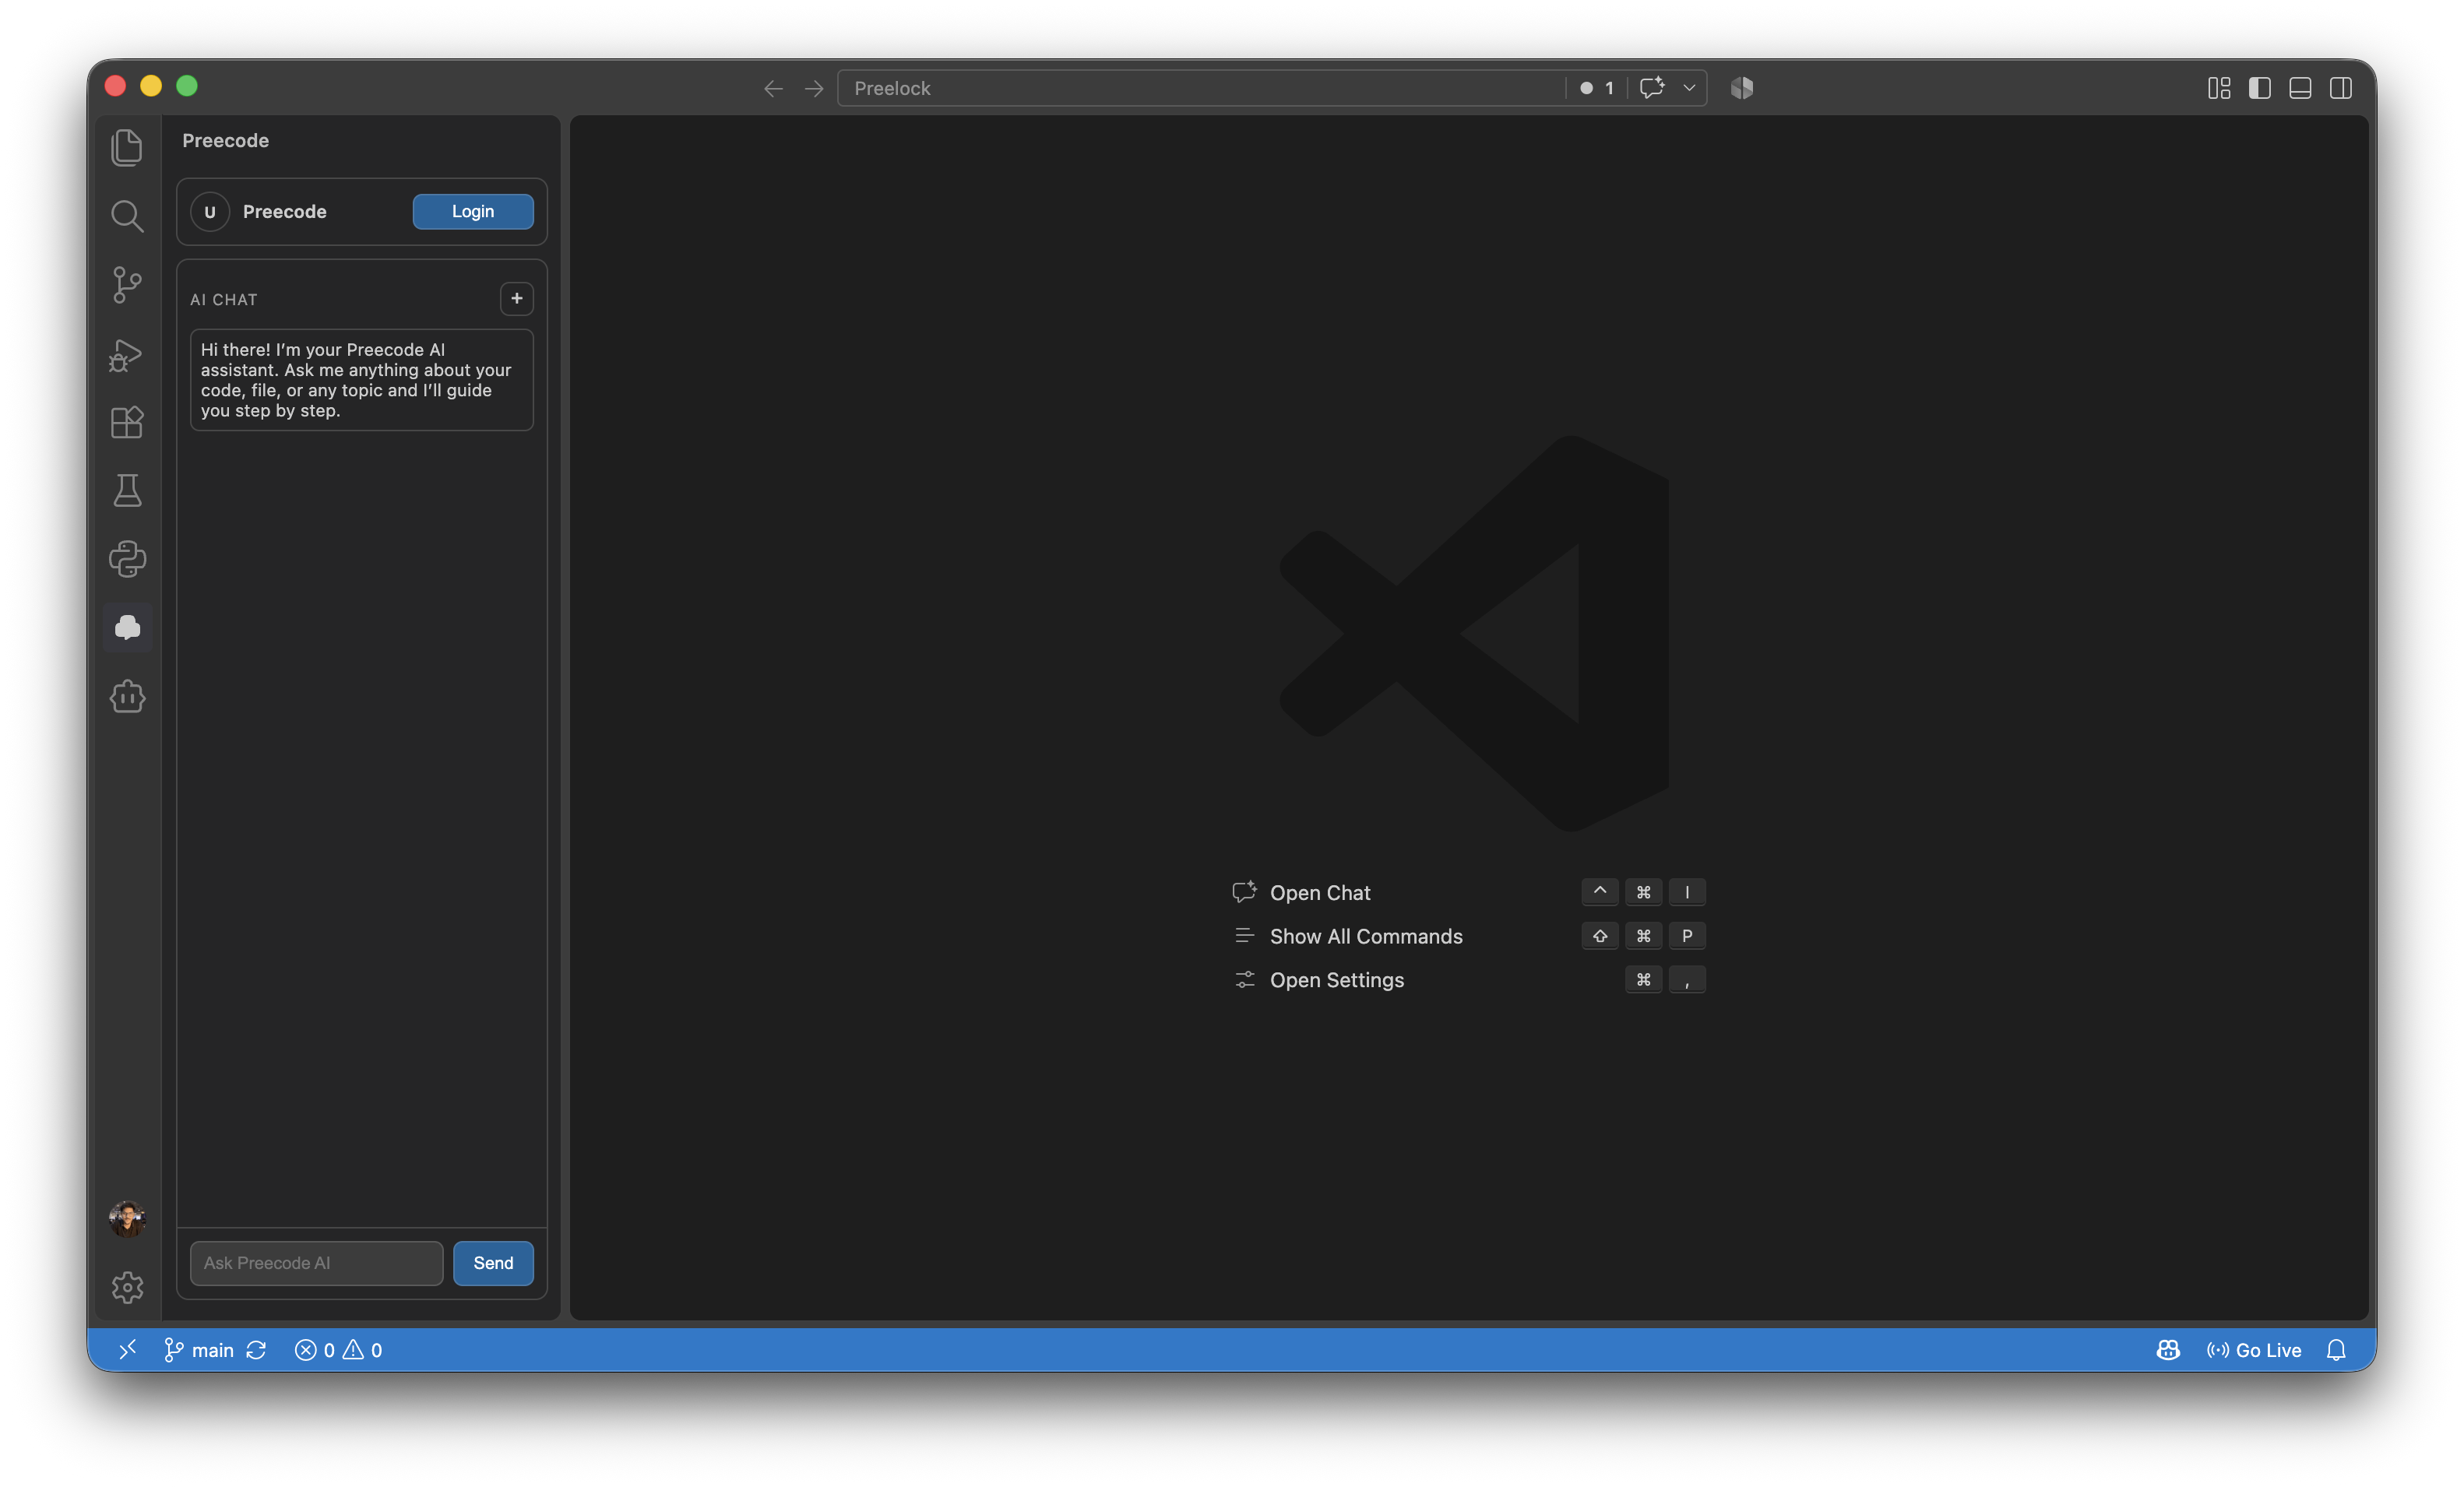 Preelock
1
Preecode
U
Preecode
Login
AI CHAT
+
Hi there! I’m your Preecode AI
assistant. Ask me anything about your
code, file, or any topic and I’ll guide
you step by step.
Open Chat ^ ⌘ I
Show All Commands ⇧ ⌘ P
Open Settings ⌘ ,
Ask Preecode AI
Send
main 0 0
Go Live